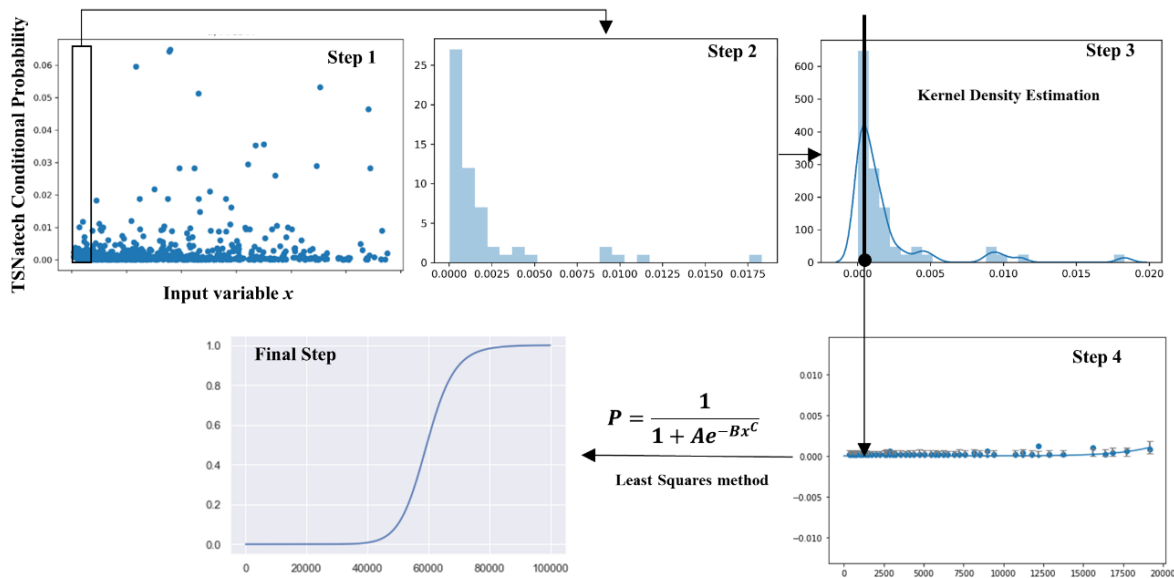 TSNatech Conditional Probability
Step 1
0.06
0.05
0.04
0.03
0.02
0.01
0.00
Input variable x
Step 2
25
20
15
10
5
0
0.0000 0.0025 0.0050 0.0075 0.0100 0.0125 0.0150 0.0175
Step 3
Kernel Density Estimation
600
500
400
300
200
100
0
0.000 0.005 0.010 0.015 0.020
Step 4
0.010
0.005
0.000
−0.005
−0.010
0 2500 5000 7500 10000 12500 15000 17500 20000
P = 1 / (1 + Ae^{−Bx^C})
Least Squares method
Final Step
1.0
0.8
0.6
0.4
0.2
0.0
0 20000 40000 60000 80000 100000